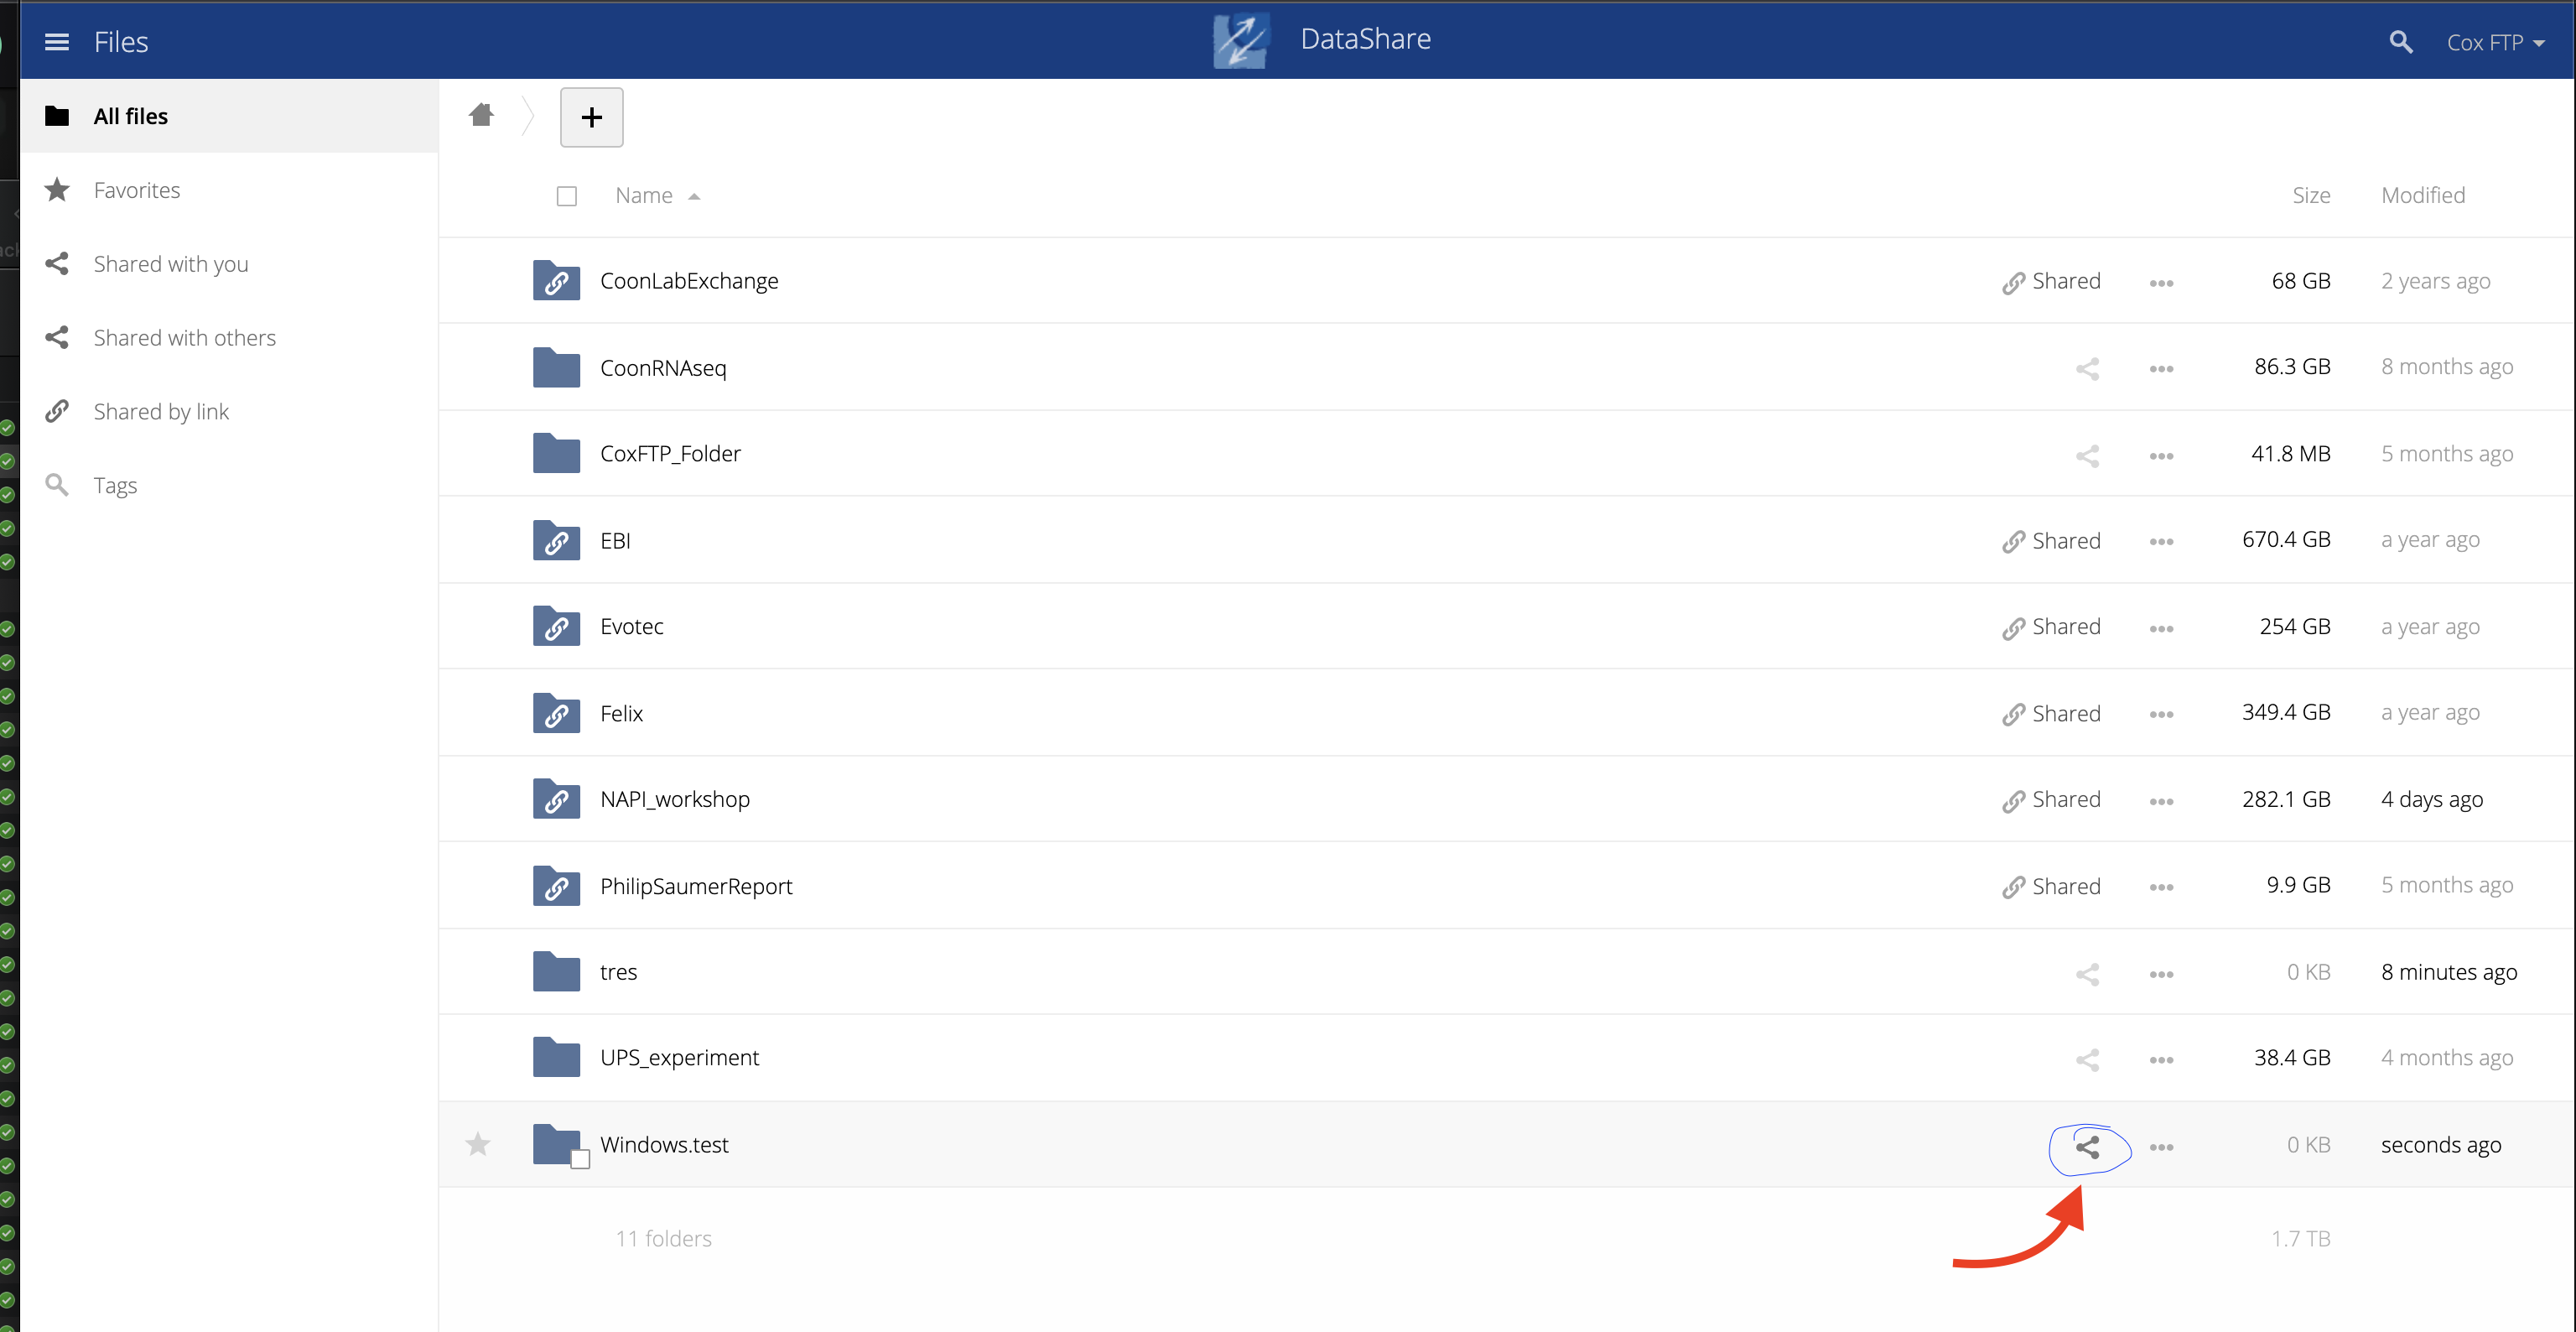 Files
DataShare
Cox FTP
All files
Favorites
Shared with you
Shared with others
Shared by link
Tags
+
Name Size Modified
CoonLabExchange Shared ••• 68 GB 2 years ago
CoonRNAseq ••• 86.3 GB 8 months ago
CoxFTP_Folder ••• 41.8 MB 5 months ago
EBI Shared ••• 670.4 GB a year ago
Evotec Shared ••• 254 GB a year ago
Felix Shared ••• 349.4 GB a year ago
NAPI_workshop Shared ••• 282.1 GB 4 days ago
PhilipSaumerReport Shared ••• 9.9 GB 5 months ago
tres ••• 0 KB 8 minutes ago
UPS_experiment ••• 38.4 GB 4 months ago
Windows.test ••• 0 KB seconds ago
11 folders 1.7 TB